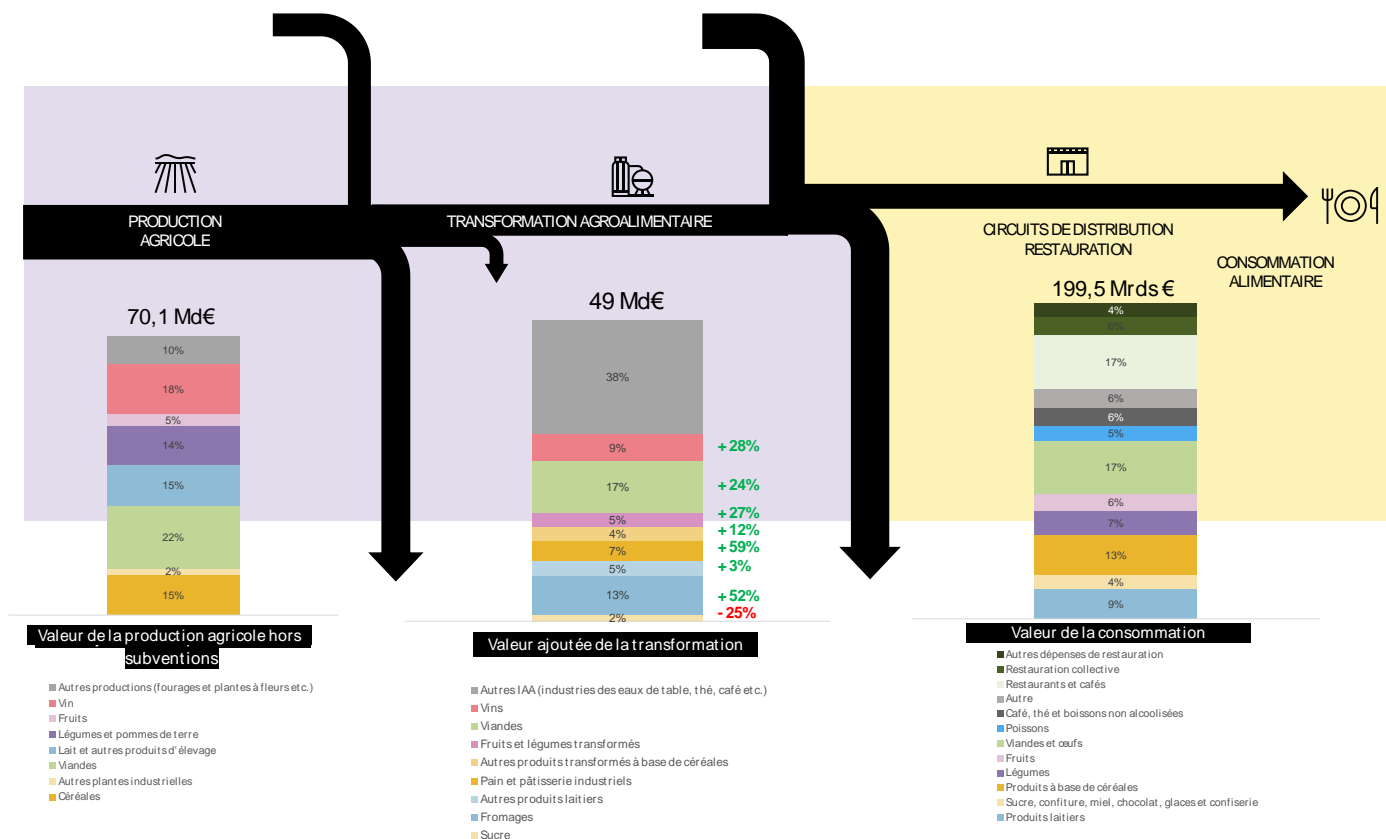 PRODUCTION
AGRICOLE
TRANSFORMATION AGROALIMENTAIRE
CIRCUITS DE DISTRIBUTION
RESTAURATION
CONSOMMATION
ALIMENTAIRE
70,1 Md€
10%
18%
5%
14%
15%
22%
2%
15%
Valeur de la production agricole hors
subventions
Autres productions (fourages et plantes à fleurs etc.)
Vin
Fruits
Légumes et pommes de terre
Lait et autres produits d'élevage
Viandes
Autres plantes industrielles
Céréales
49 Md€
38%
9%
+28%
17%
+24%
5%
+27%
4%
+12%
7%
+59%
5%
+3%
13%
+52%
2%
- 25%
Valeur ajoutée de la transformation
Autres IAA (industries des eaux de table, thé, café etc.)
Vins
Viandes
Fruits et légumes transformés
Autres produits transformés à base de céréales
Pain et pâtisserie industriels
Autres produits laitiers
Fromages
Sucre
199,5 Mrds €
4%
6%
17%
6%
6%
5%
17%
6%
7%
13%
4%
9%
Valeur de la consommation
Autres dépenses de restauration
Restauration collective
Restaurants et cafés
Autre
Café, thé et boissons non alcoolisées
Poissons
Viandes et œufs
Fruits
Légumes
Produits à base de céréales
Sucre, confiture, miel, chocolat, glaces et confiserie
Produits laitiers